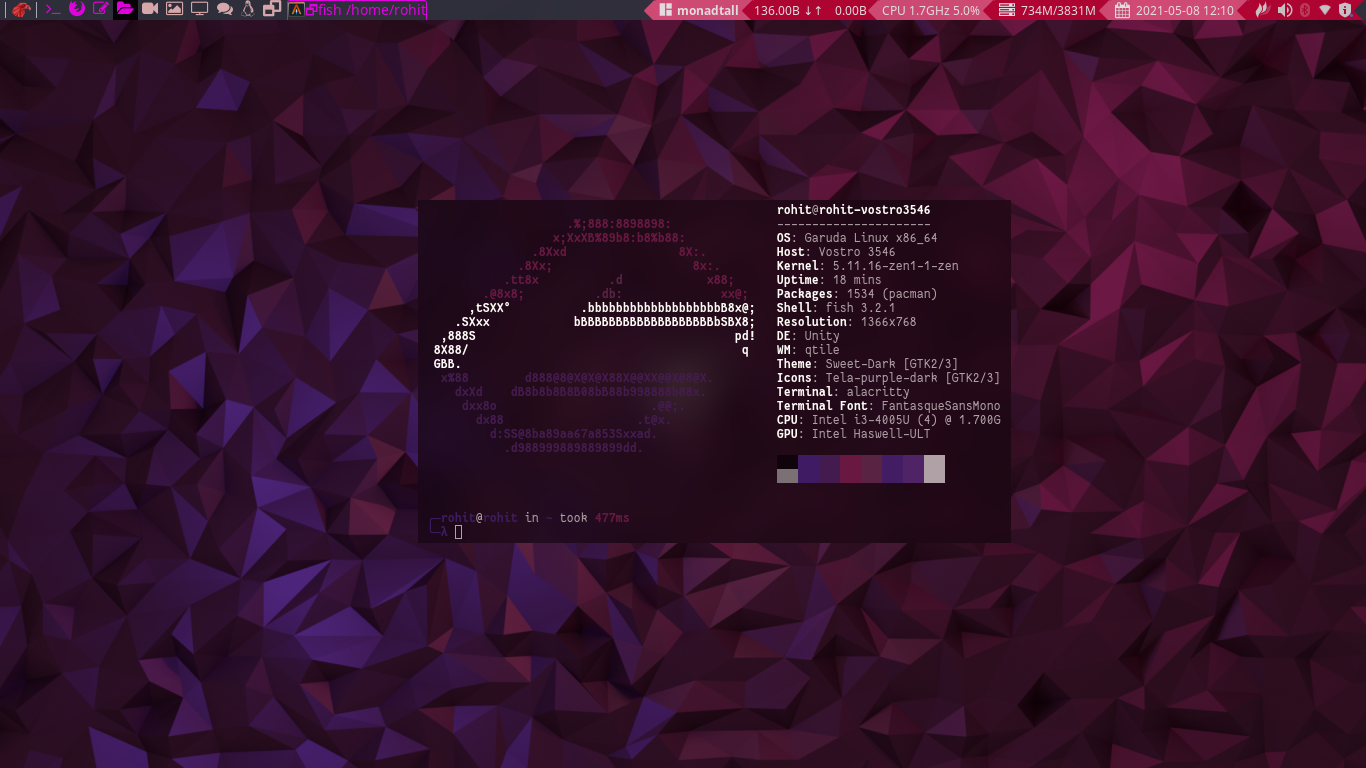 fish /home/rohit
monadtall
136.00B ↓↑ 0.00B
CPU 1.7GHz 5.0%
734M/3831M
2021-05-08 12:10
rohit@rohit-vostro3546
----------------------
OS: Garuda Linux x86_64
Host: Vostro 3546
Kernel: 5.11.16-zen1-1-zen
Uptime: 18 mins
Packages: 1534 (pacman)
Shell: fish 3.2.1
Resolution: 1366x768
DE: Unity
WM: qtile
Theme: Sweet-Dark [GTK2/3]
Icons: Tela-purple-dark [GTK2/3]
Terminal: alacritty
Terminal Font: FantasqueSansMono
CPU: Intel i3-4005U (4) @ 1.700G
GPU: Intel Haswell-ULT
.%;888:8898898:
x;XxXB%89b8:b8%b88:
.8Xxd 8X:.
.8Xx; 8x:.
.tt8x .d x88;
.@8x8; .db: xx@;
,tSXX° .bbbbbbbbbbbbbbbbbbbB8x@;
.SXxx bBBBBBBBBBBBBBBBBBBBbSBX8;
,888S pd!
8X88/ q
GBB.
x%88 d888@8@X@X@X88X@@XX@@X@8@X.
dxXd dB8b8b8B8B08bB88b998888b88x.
dxx8o .@@;.
dx88 .t@x.
d:SS@8ba89aa67a853Sxxad.
.d988999889889899dd.
rohit@rohit in ~ took 477ms
λ